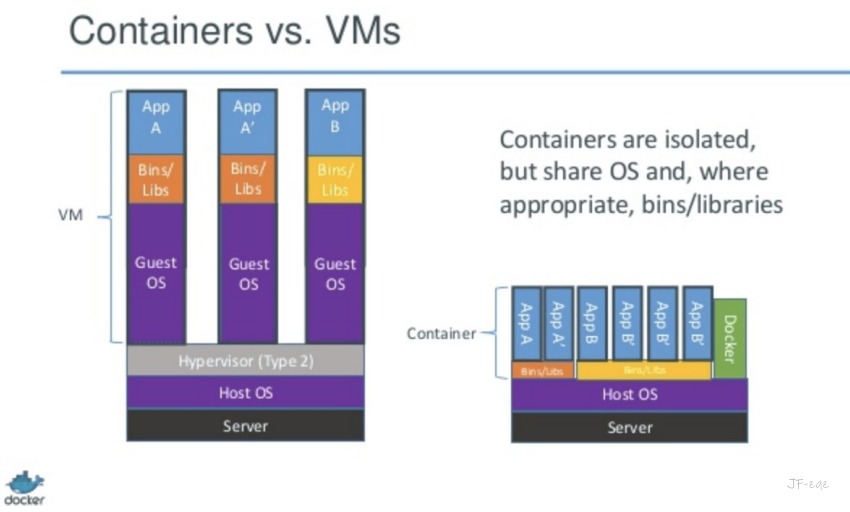 Containers vs. VMs
App
A
App
A’
App
B
Bins/
Libs
Bins/
Libs
Bins/
Libs
VM
Guest
OS
Guest
OS
Guest
OS
Hypervisor (Type 2)
Host OS
Server
Containers are isolated,
but share OS and, where
appropriate, bins/libraries
Container
App A
App A’
App B
App B’
App B’
App B’
Docker
Bins/Libs
Bins/Libs
Host OS
Server
docker